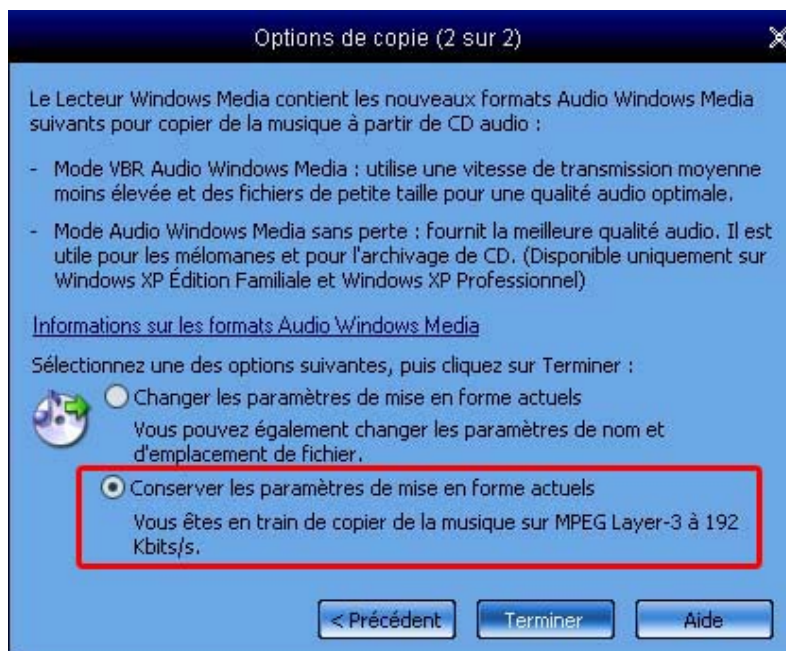 Options de copie (2 sur 2)
Le Lecteur Windows Media contient les nouveaux formats Audio Windows Media
suivants pour copier de la musique à partir de CD audio :
- Mode VBR Audio Windows Media : utilise une vitesse de transmission moyenne
moins élevée et des fichiers de petite taille pour une qualité audio optimale.
- Mode Audio Windows Media sans perte : fournit la meilleure qualité audio. Il est
utile pour les mélomanes et pour l'archivage de CD. (Disponible uniquement sur
Windows XP Édition Familiale et Windows XP Professionnel)
Informations sur les formats Audio Windows Media
Sélectionnez une des options suivantes, puis cliquez sur Terminer :
Changer les paramètres de mise en forme actuels
Vous pouvez également changer les paramètres de nom et
d'emplacement de fichier.
Conserver les paramètres de mise en forme actuels
Vous êtes en train de copier de la musique sur MPEG Layer-3 à 192
Kbits/s.
< Précédent Terminer Aide